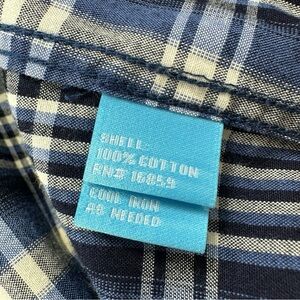 SHELL:
100% COTTON
RN# 16859
COOL IRON
AS NEEDED